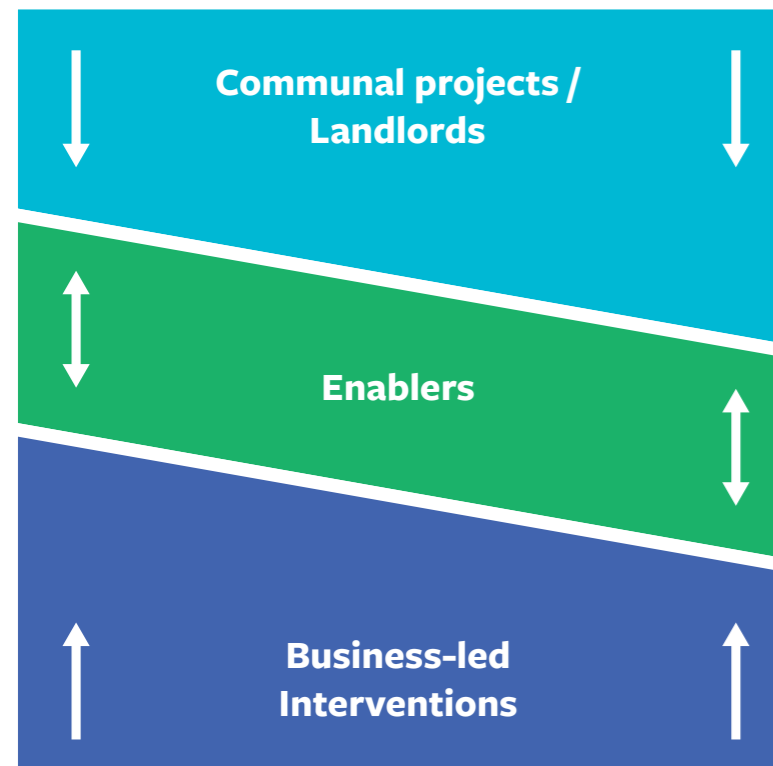 Communal projects /
Landlords
Enablers
Business-led
Interventions